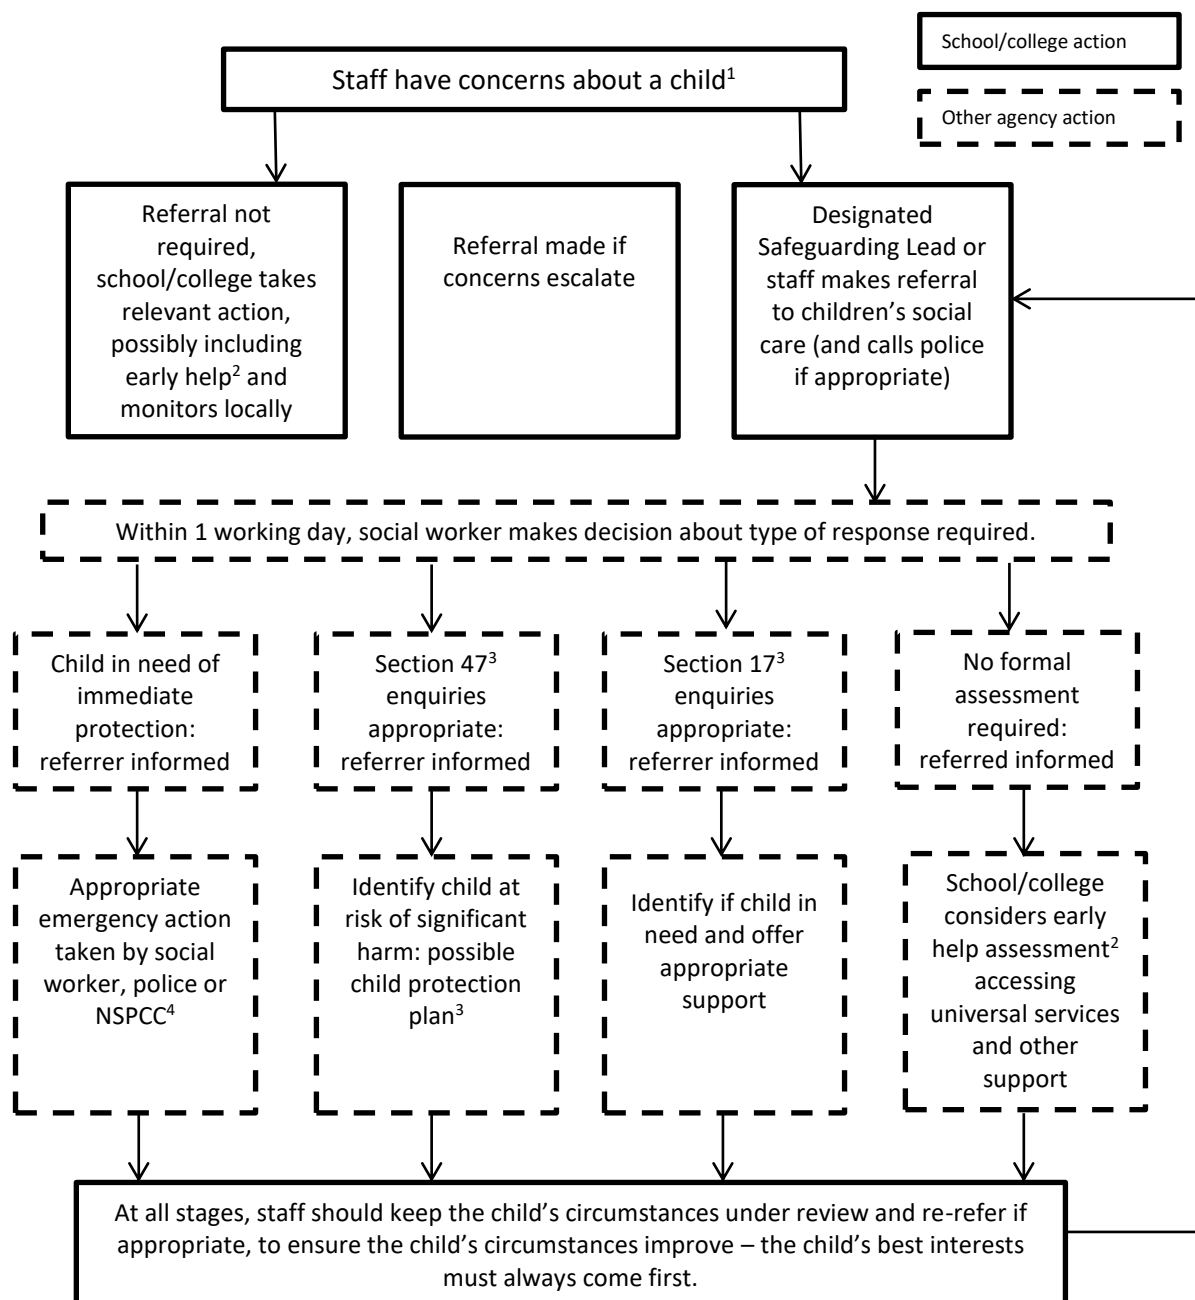 School/college action
Staff have concerns about a child1
Other agency action
Referral not
required,
school/college takes
relevant action,
possibly including
early help2 and
monitors locally
Referral made if
concerns escalate
Designated
Safeguarding Lead or
staff makes referral
to children’s social
care (and calls police
if appropriate)
Within 1 working day, social worker makes decision about type of response required.
Child in need of
immediate
protection:
referrer informed
Section 473
enquiries
appropriate:
referrer informed
Section 173
enquiries
appropriate:
referrer informed
No formal
assessment
required:
referred informed
Appropriate
emergency action
taken by social
worker, police or
NSPCC4
Identify child at
risk of significant
harm: possible
child protection
plan3
Identify if child in
need and offer
appropriate
support
School/college
considers early
help assessment2
accessing
universal services
and other
support
At all stages, staff should keep the child’s circumstances under review and re-refer if
appropriate, to ensure the child’s circumstances improve – the child’s best interests
must always come first.